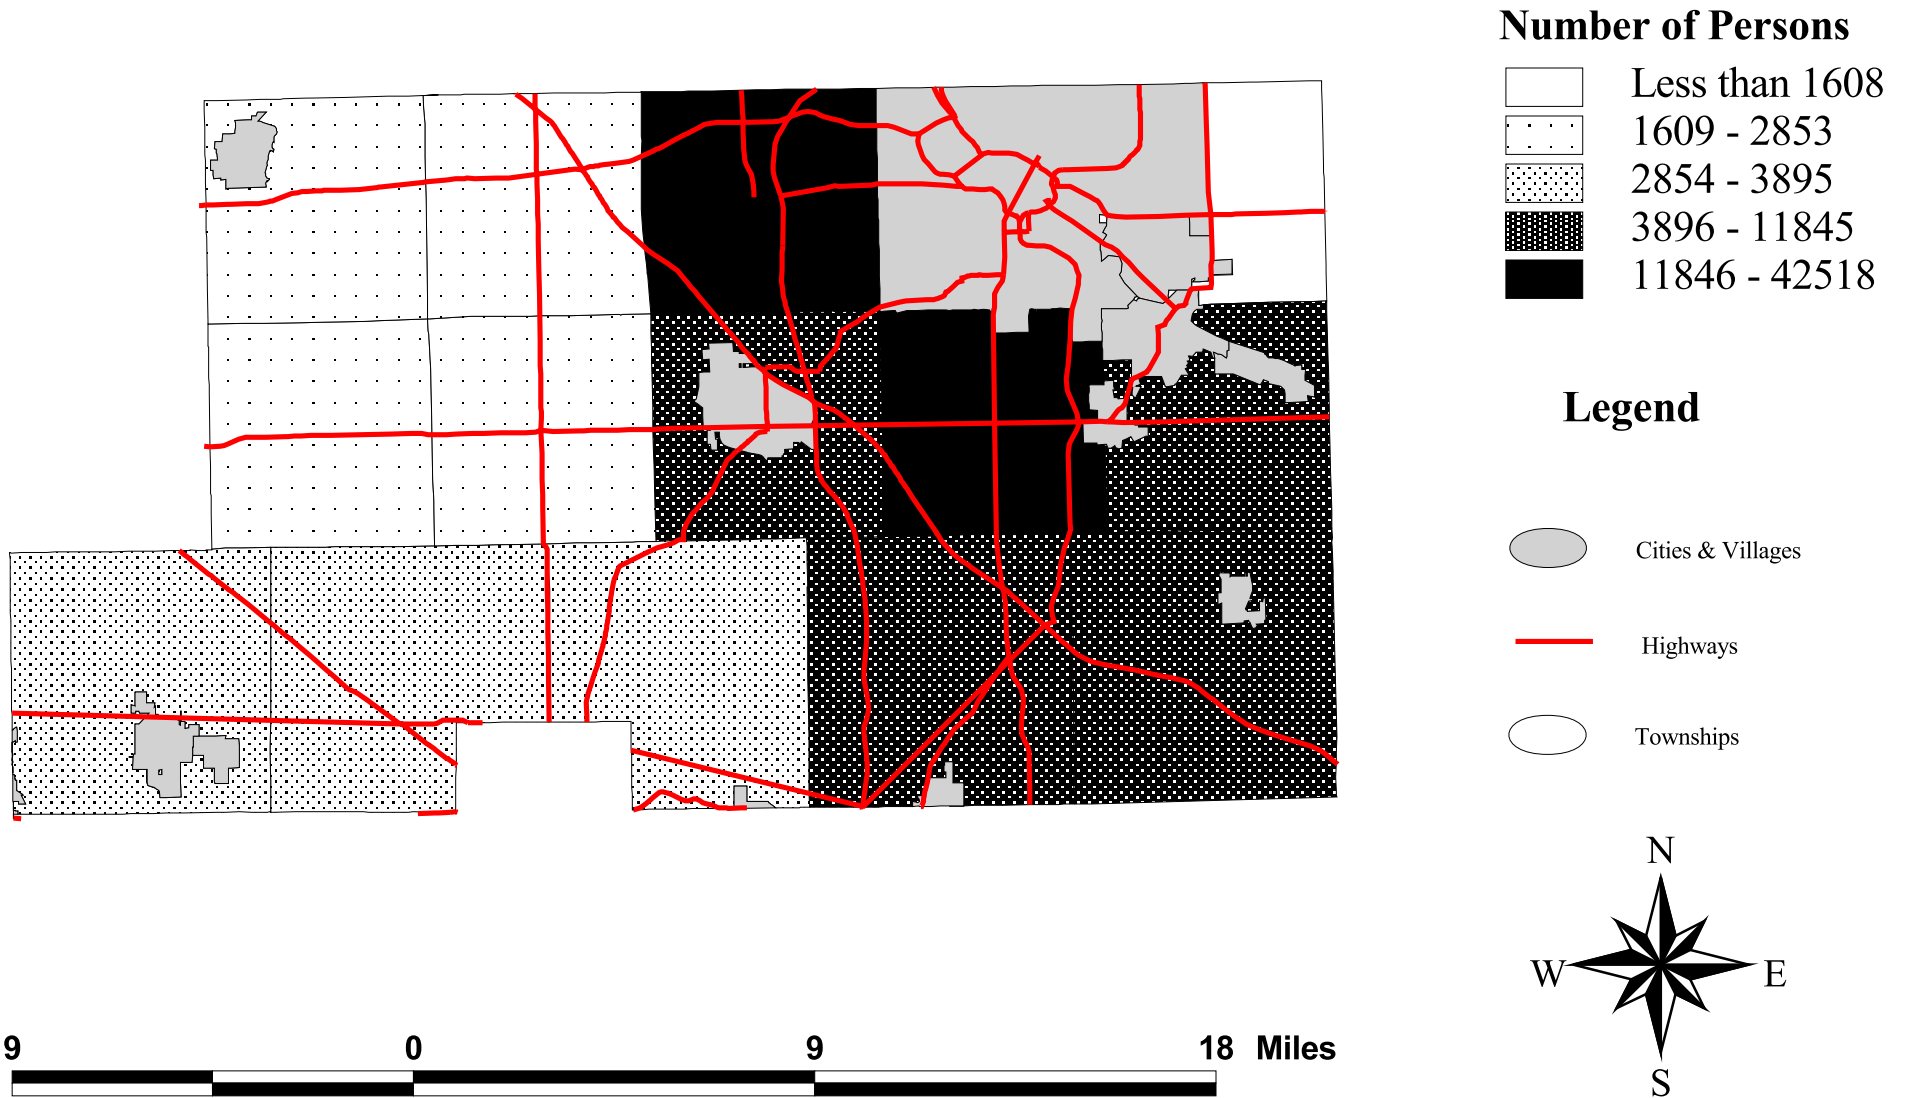 Number of Persons
Less than 1608
1609 - 2853
2854 - 3895
3896 - 11845
11846 - 42518
Legend
Cities & Villages
Highways
Townships
N
W E
S
9 0 9 18 Miles